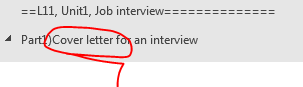 ==L11, Unit1, Job interview==============
Part1)Cover letter for an interview